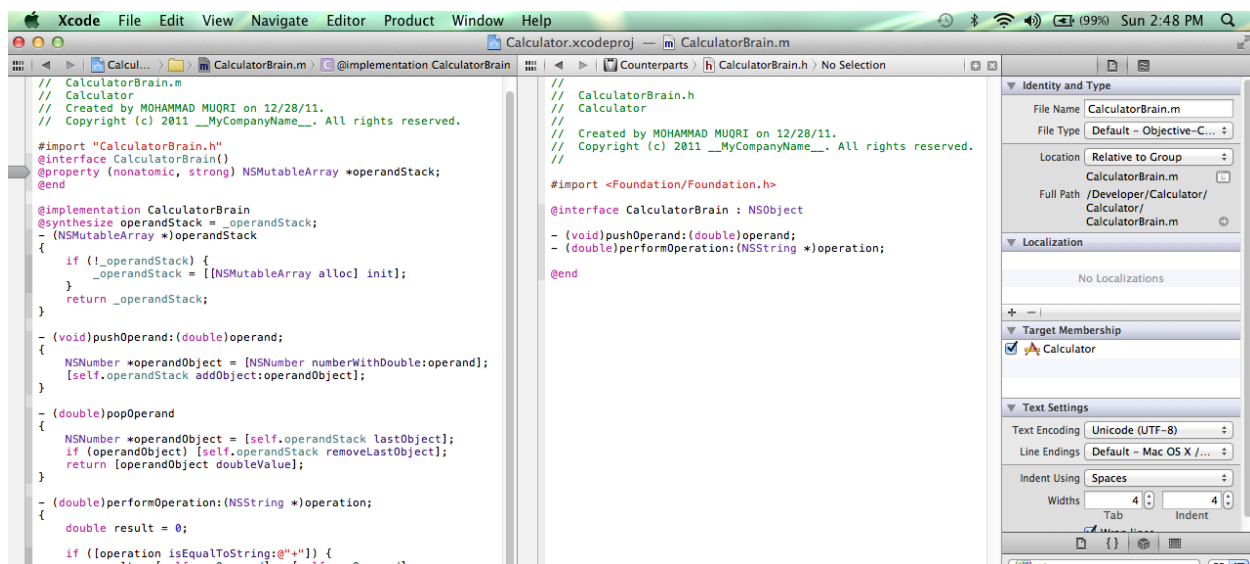 Xcode File Edit View Navigate Editor Product Window Help (99%) Sun 2:48 PM
Calculator.xcodeproj — m CalculatorBrain.m
Calcul... m CalculatorBrain.m C @implementation CalculatorBrain
// CalculatorBrain.m
// Calculator
// Created by MOHAMMAD MUQRI on 12/28/11.
// Copyright (c) 2011 __MyCompanyName__. All rights reserved.
#import "CalculatorBrain.h"
@interface CalculatorBrain()
@property (nonatomic, strong) NSMutableArray *operandStack;
@end
@implementation CalculatorBrain
@synthesize operandStack = _operandStack;
- (NSMutableArray *)operandStack
{
if (!_operandStack) {
_operandStack = [[NSMutableArray alloc] init];
}
return _operandStack;
}
- (void)pushOperand:(double)operand;
{
NSNumber *operandObject = [NSNumber numberWithDouble:operand];
[self.operandStack addObject:operandObject];
}
- (double)popOperand
{
NSNumber *operandObject = [self.operandStack lastObject];
if (operandObject) [self.operandStack removeLastObject];
return [operandObject doubleValue];
}
- (double)performOperation:(NSString *)operation;
{
double result = 0;
if ([operation isEqualToString:@"+"]) {
Counterparts h CalculatorBrain.h No Selection
//
// CalculatorBrain.h
// Calculator
//
// Created by MOHAMMAD MUQRI on 12/28/11.
// Copyright (c) 2011 __MyCompanyName__. All rights reserved.
//
#import <Foundation/Foundation.h>
@interface CalculatorBrain : NSObject
- (void)pushOperand:(double)operand;
- (double)performOperation:(NSString *)operation;
@end
Identity and Type
File Name CalculatorBrain.m
File Type Default - Objective-C...
Location Relative to Group
CalculatorBrain.m
Full Path /Developer/Calculator/
Calculator/
CalculatorBrain.m
Localization
No Localizations
+ −
Target Membership
Calculator
Text Settings
Text Encoding Unicode (UTF-8)
Line Endings Default - Mac OS X /...
Indent Using Spaces
Widths 4 4
Tab Indent
Wrap lines
{}